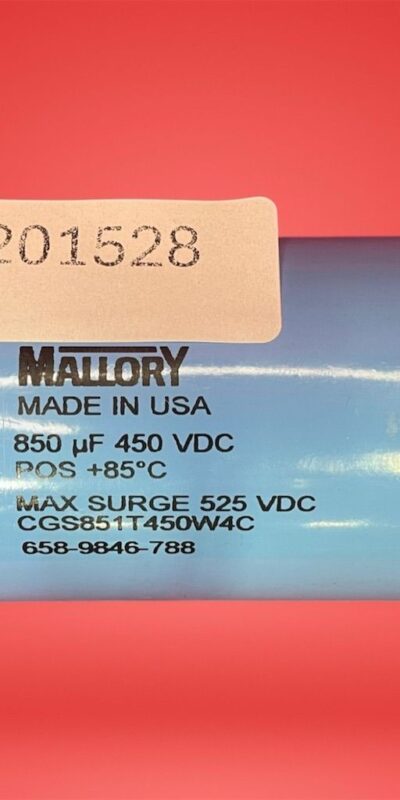 201528
MALLORY
MADE IN USA
850 µF 450 VDC
POS +85°C
MAX SURGE 525 VDC
CGS851T450W4C
658-9846-788